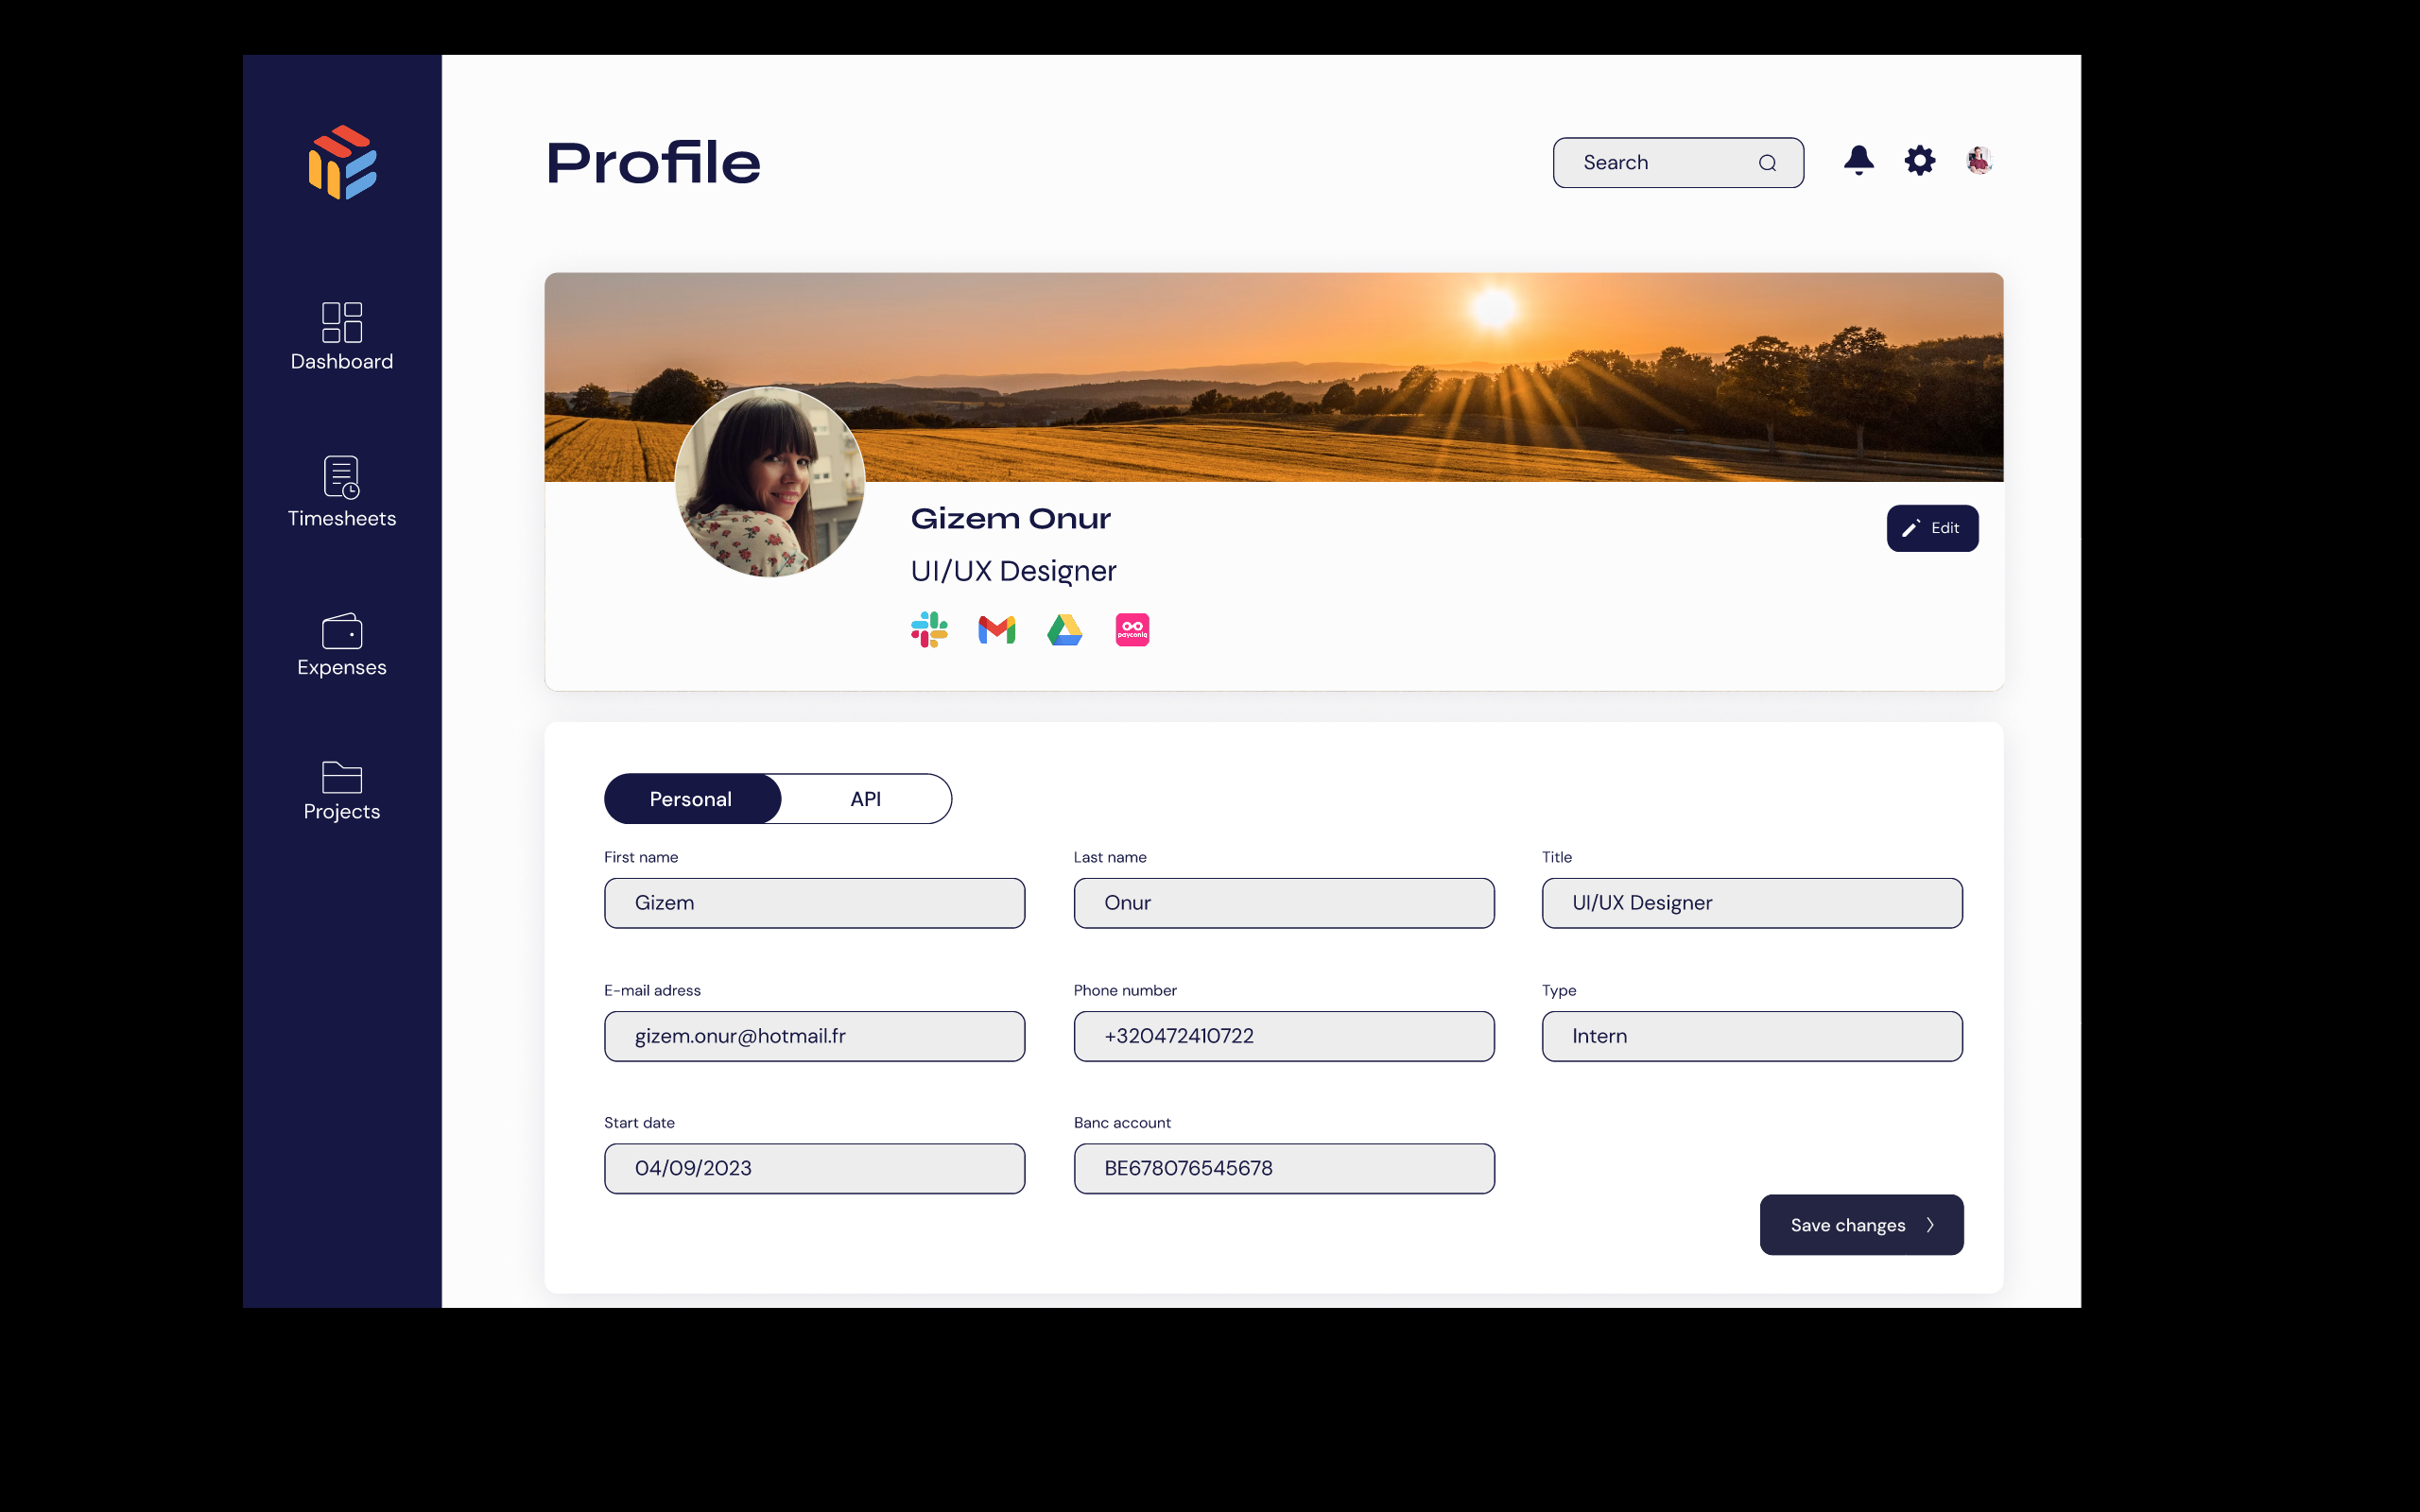 Profile
Search
Dashboard
Timesheets
Expenses
Projects
Gizem Onur
UI/UX Designer
payconiq
Edit
Personal
API
First name
Last name
Title
Gizem
Onur
UI/UX Designer
E-mail adress
Phone number
Type
gizem.onur@hotmail.fr
+320472410722
Intern
Start date
Banc account
04/09/2023
BE678076545678
Save changes